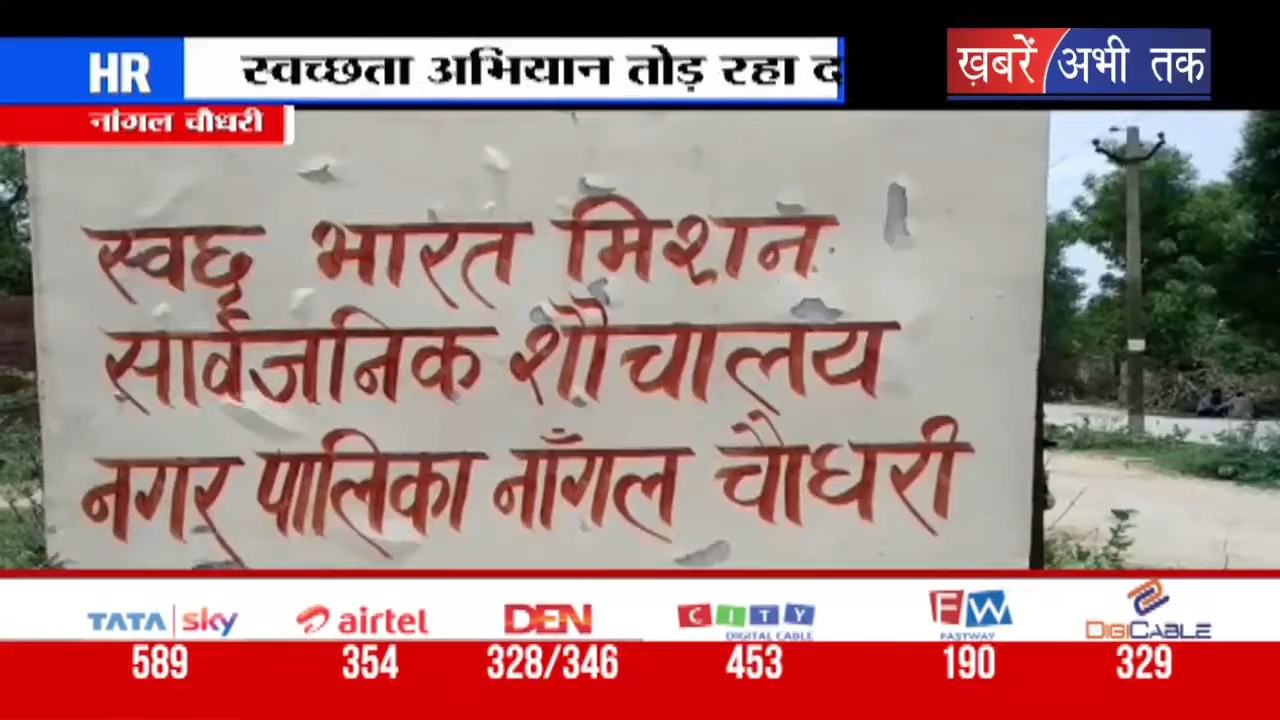 HR
स्वच्छता अभियान तोड़ रहा
ख़बरें अभी तक
नांगल चौधरी
स्वछ भारत मिशन
सार्वजनिक शौचालय
नगर पालिका नाँगल चौधरी
TATA sky airtel DEN CITY FW DIGICABLE
DIGITAL CABLE FASTWAY
589 354 328/346 453 190 329